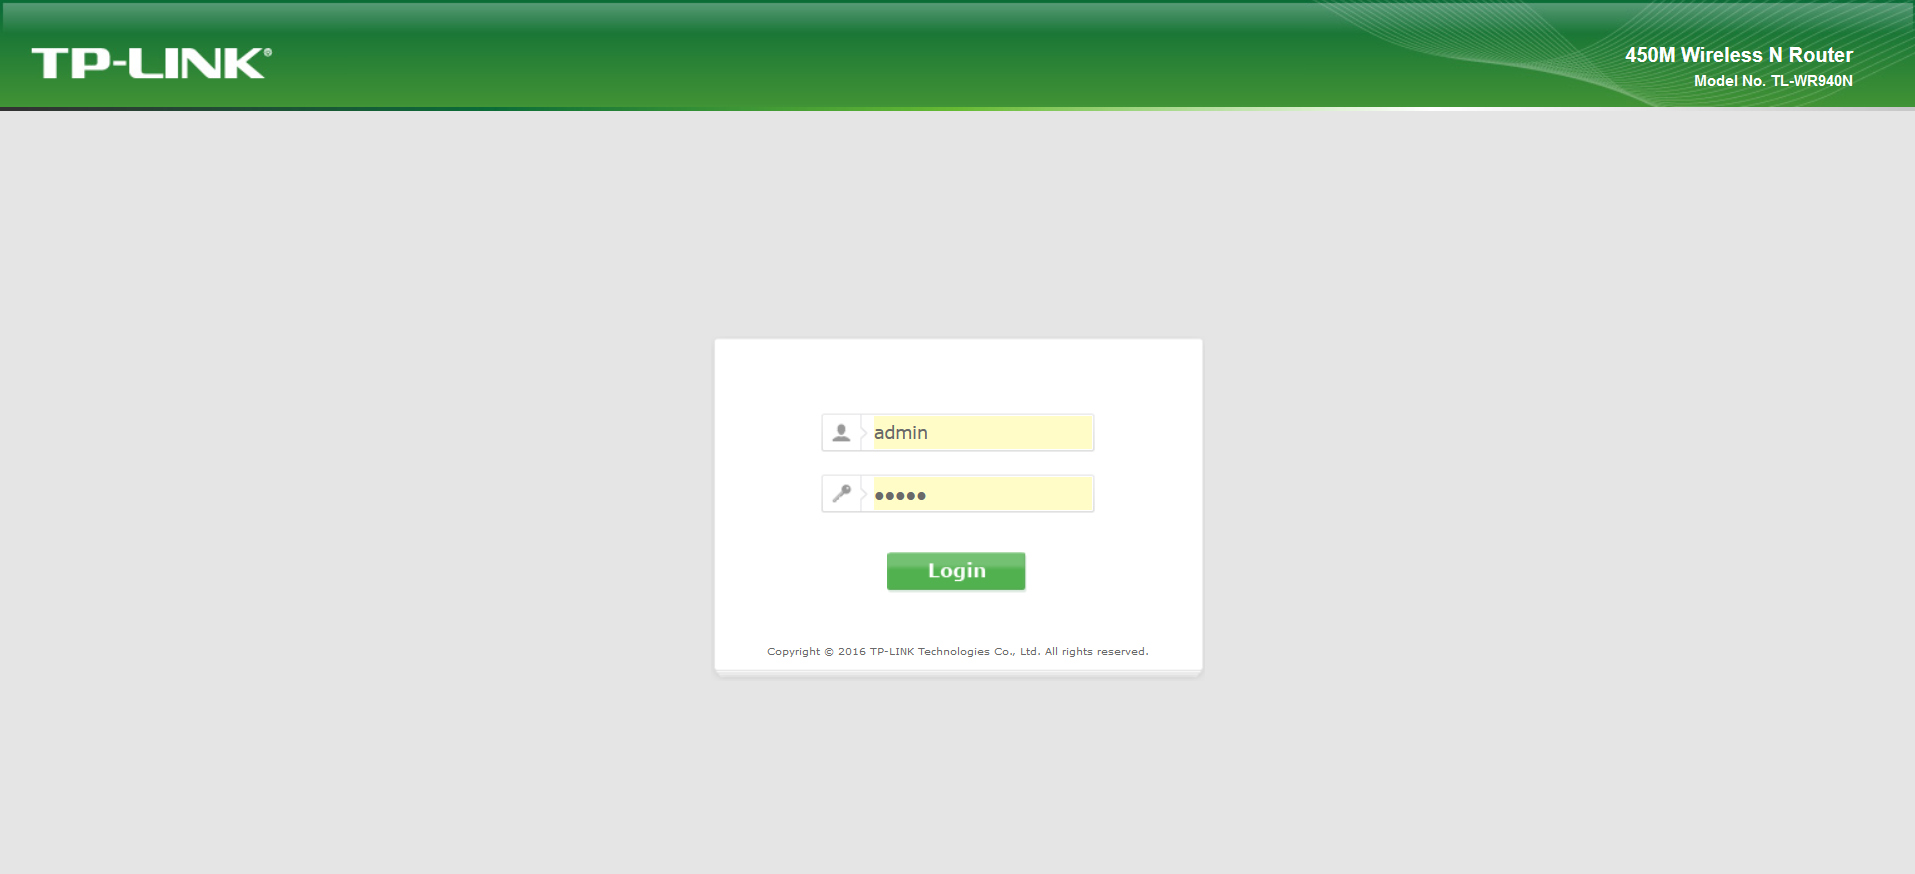 TP-LINK®
450M Wireless N Router
Model No. TL-WR940N
admin
●●●●●
Login
Copyright © 2016 TP-LINK Technologies Co., Ltd. All rights reserved.